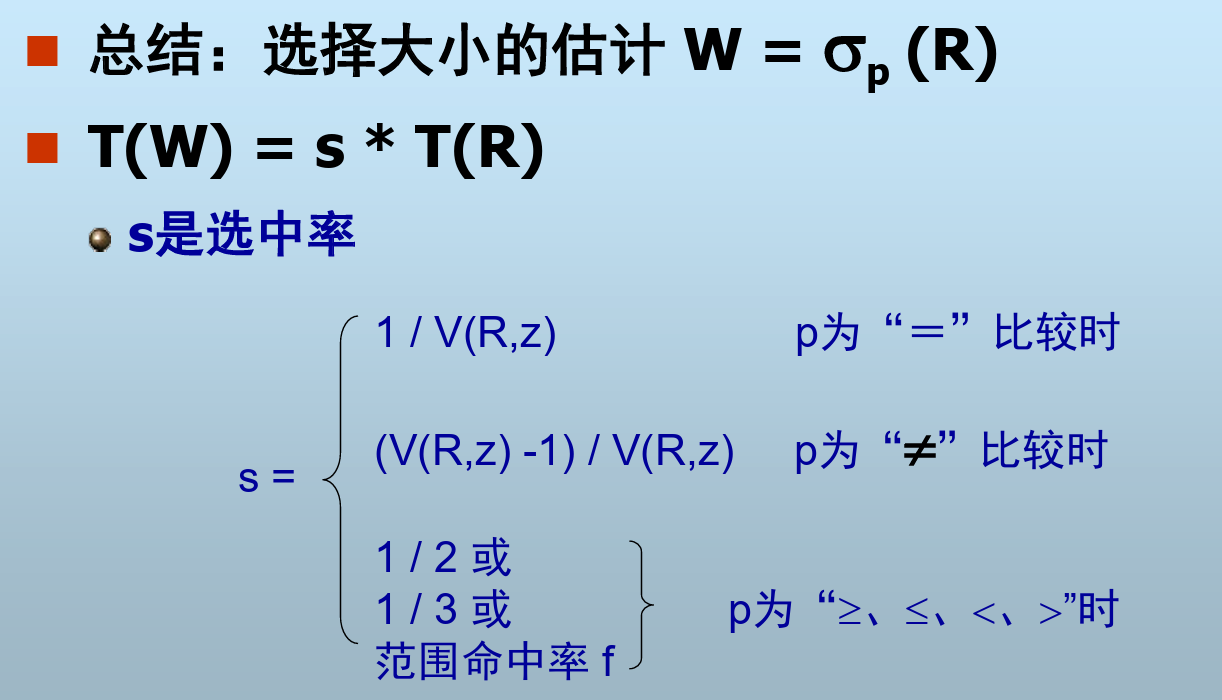 总结：选择大小的估计 W = σp (R)
T(W) = s * T(R)
s是选中率
1 / V(R,z) p为“＝”比较时
(V(R,z) -1) / V(R,z) p为“≠”比较时
s =
1 / 2 或
1 / 3 或 p为“≥、≤、<、>”时
范围命中率 f